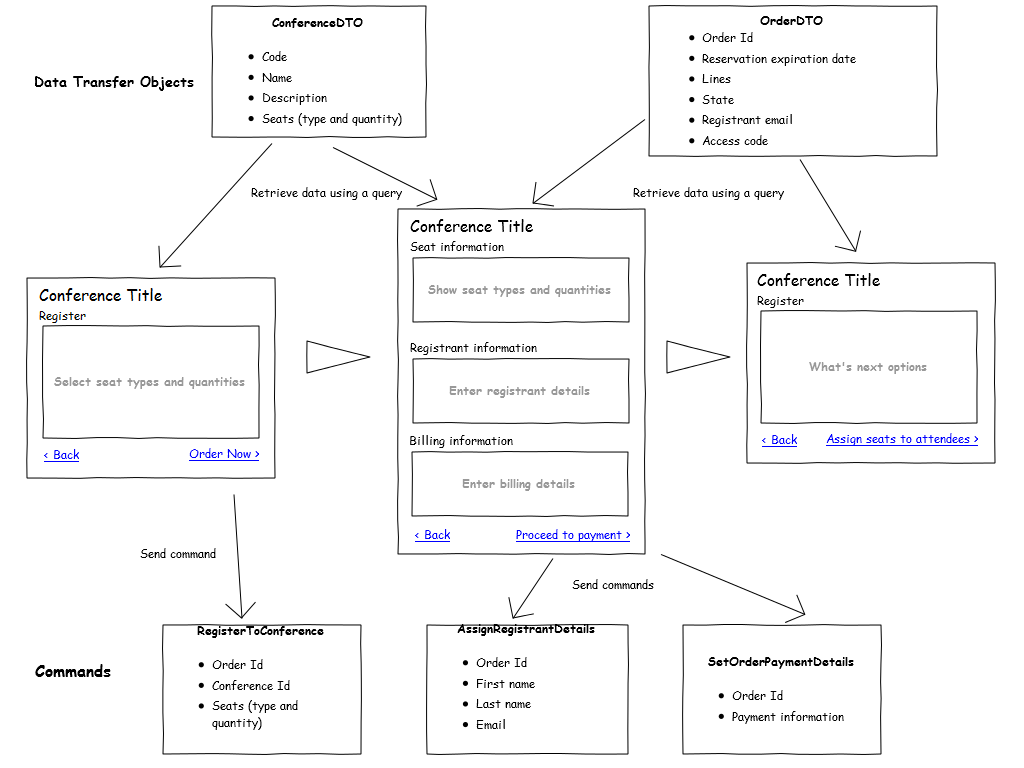 ConferenceDTO
• Code
• Name
• Description
• Seats (type and quantity)
OrderDTO
• Order Id
• Reservation expiration date
• Lines
• State
• Registrant email
• Access code
Data Transfer Objects
Retrieve data using a query
Retrieve data using a query
Conference Title
Register
Select seat types and quantities
< Back
Order Now >
Conference Title
Seat information
Show seat types and quantities
Registrant information
Enter registrant details
Billing information
Enter billing details
< Back
Proceed to payment >
Conference Title
Register
What's next options
< Back
Assign seats to attendees >
Send command
Send commands
Commands
RegisterToConference
• Order Id
• Conference Id
• Seats (type and
quantity)
AssignRegistrantDetails
• Order Id
• First name
• Last name
• Email
SetOrderPaymentDetails
• Order Id
• Payment information